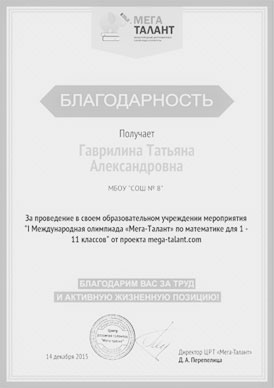 МЕГА
ТАЛАНТ
БЛАГОДАРНОСТЬ
Получает
Гаврилина Татьяна
Александровна
МБОУ "СОШ № 8"
За проведение в своем образовательном учреждении мероприятия
"I Международная олимпиада «Мега-Талант» по математике для 1 -
11 классов" от проекта mega-talant.com
БЛАГОДАРИМ ВАС ЗА ТРУД
И АКТИВНУЮ ЖИЗНЕННУЮ ПОЗИЦИЮ!
14 декабря 2015
Директор ЦРТ «Мега-Талант»
Д. А. Перепелица